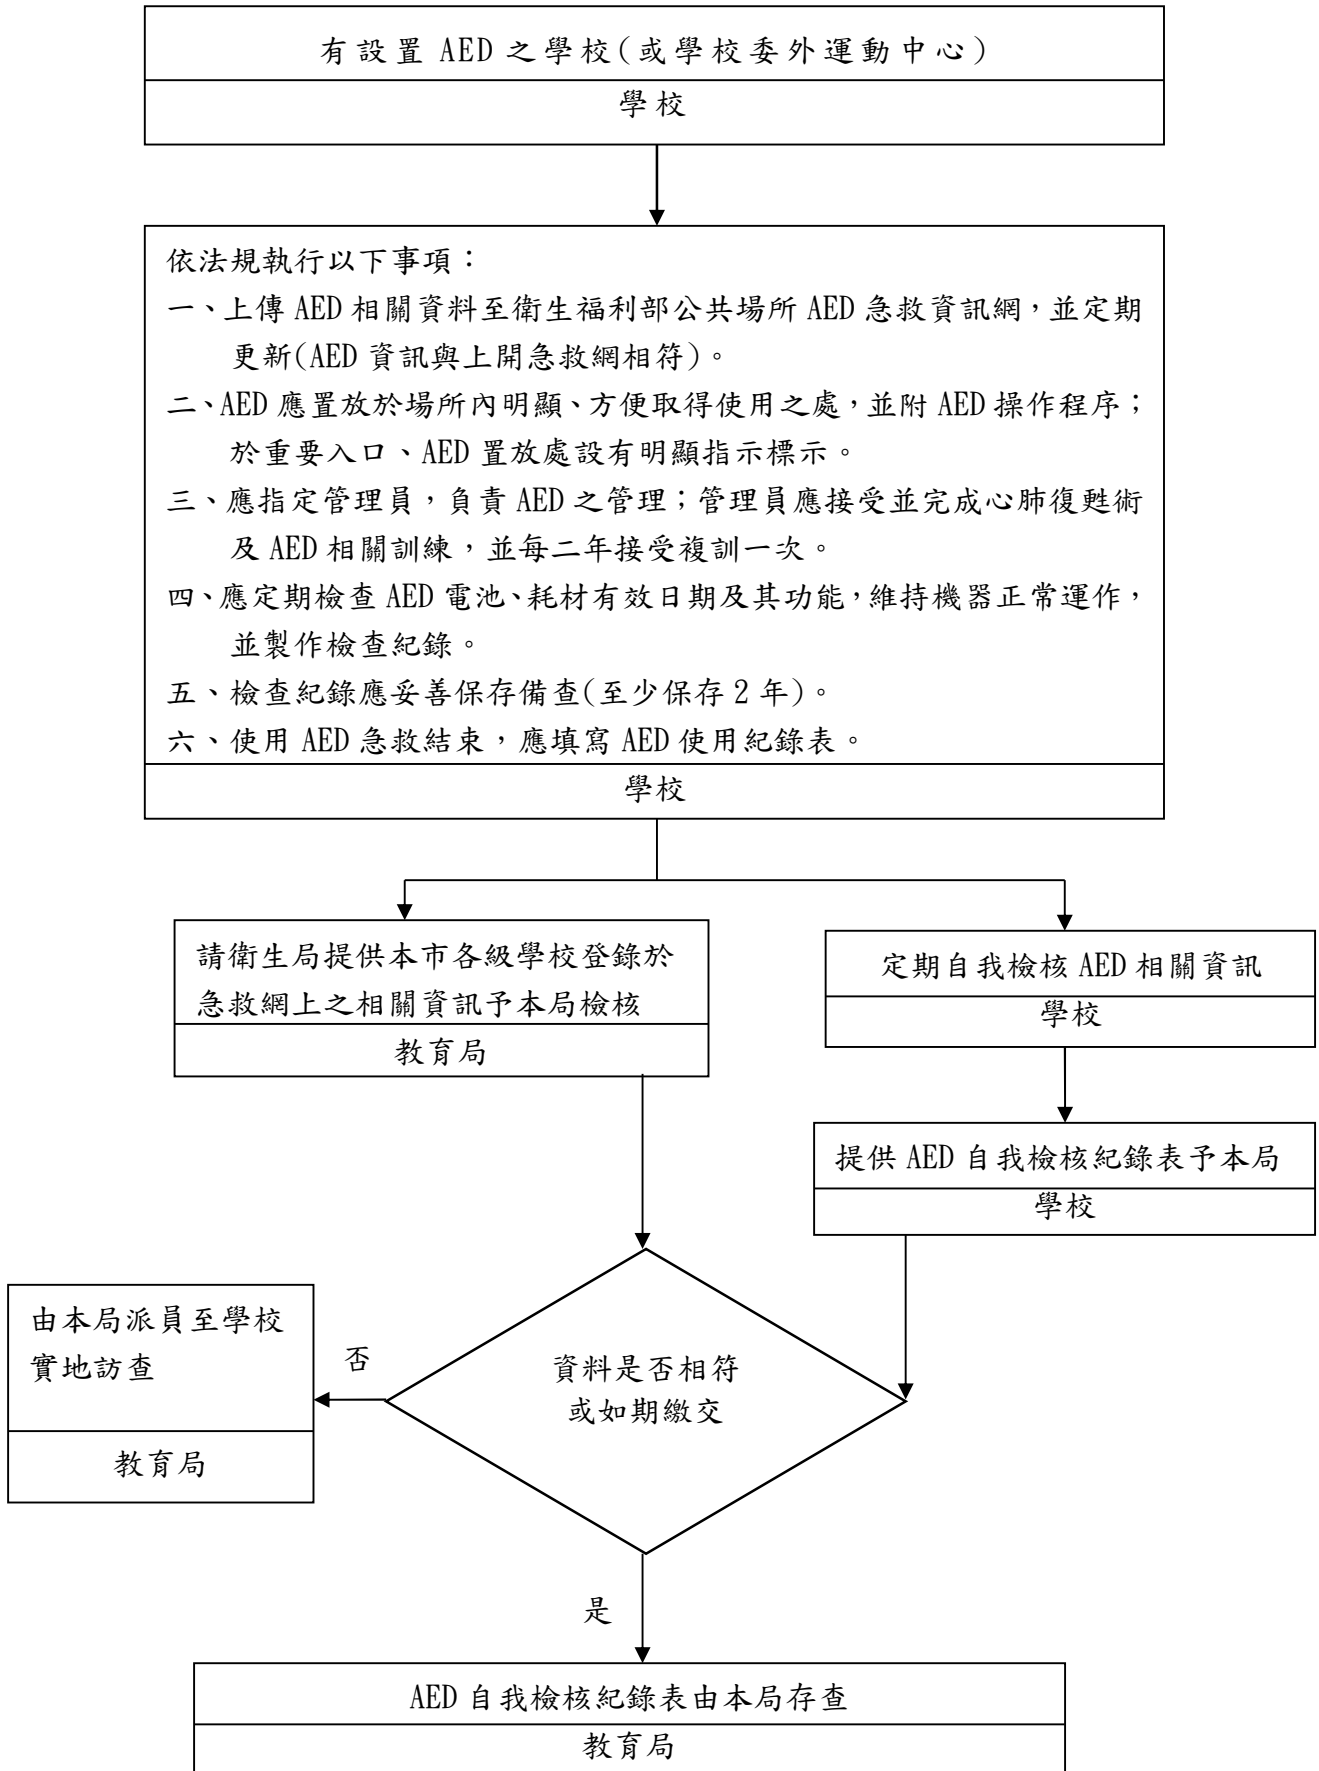 有設置 AED 之學校(或學校委外運動中心)
學校
依法規執行以下事項：
一、上傳 AED 相關資料至衛生福利部公共場所 AED 急救資訊網，並定期
更新(AED 資訊與上開急救網相符)。
二、AED 應置放於場所內明顯、方便取得使用之處，並附 AED 操作程序；
於重要入口、AED 置放處設有明顯指示標示。
三、應指定管理員，負責 AED 之管理；管理員應接受並完成心肺復甦術
及 AED 相關訓練，並每二年接受複訓一次。
四、應定期檢查 AED 電池、耗材有效日期及其功能，維持機器正常運作，
並製作檢查紀錄。
五、檢查紀錄應妥善保存備查(至少保存 2 年)。
六、使用 AED 急救結束，應填寫 AED 使用紀錄表。
學校
請衛生局提供本市各級學校登錄於
急救網上之相關資訊予本局檢核
教育局
定期自我檢核 AED 相關資訊
學校
提供 AED 自我檢核紀錄表予本局
學校
由本局派員至學校
實地訪查
教育局
否
資料是否相符
或如期繳交
是
AED 自我檢核紀錄表由本局存查
教育局